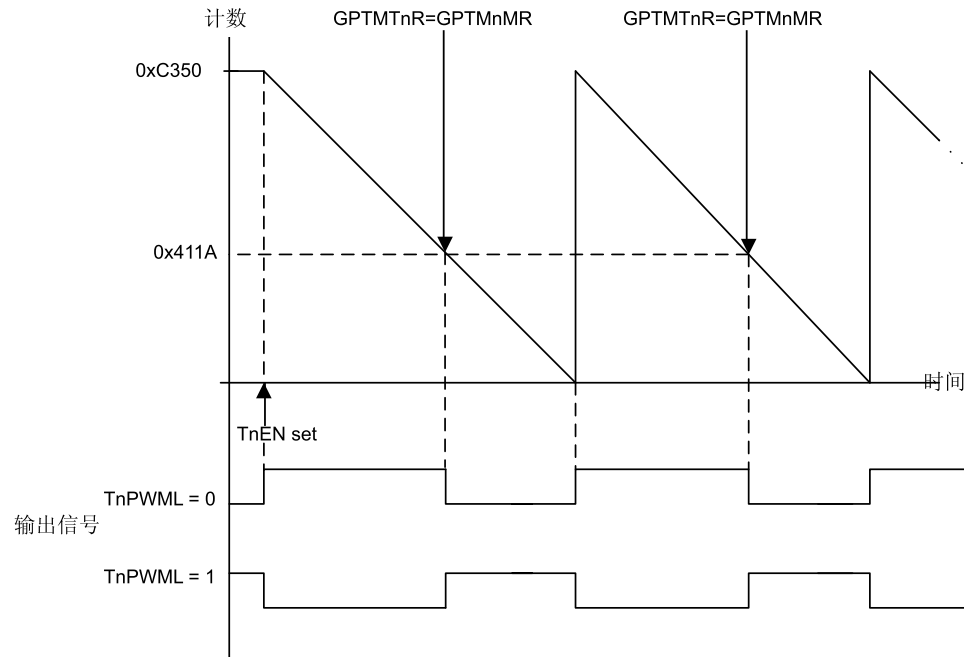 计数
GPTMTnR=GPTMnMR
GPTMTnR=GPTMnMR
0xC350
0x411A
时间
TnEN set
TnPWML = 0
输出信号
TnPWML = 1